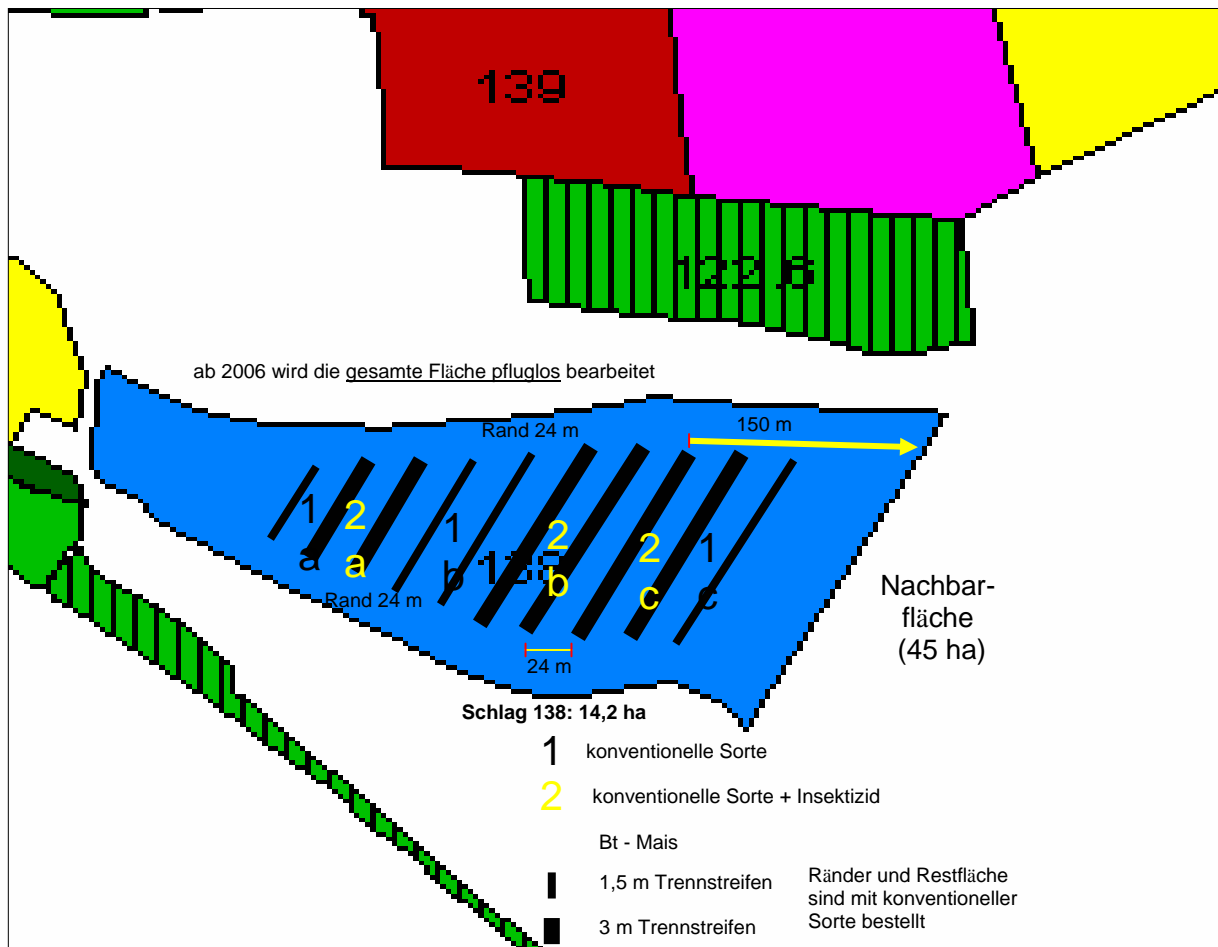 139
122.6
ab 2006 wird die gesamte Fläche pfluglos bearbeitet
Rand 24 m
150 m
1
a
2
a
1
b
2
b
2
c
1
c
138
Rand 24 m
24 m
Nachbar-
fläche
(45 ha)
Schlag 138: 14,2 ha
1 konventionelle Sorte
2 konventionelle Sorte + Insektizid
Bt - Mais
1,5 m Trennstreifen
3 m Trennstreifen
Ränder und Restfläche
sind mit konventioneller
Sorte bestellt